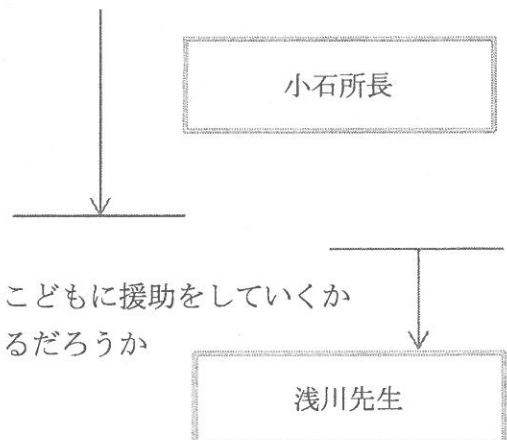 小石所長
こどもに援助をしていくか
るだろうか
浅川先生